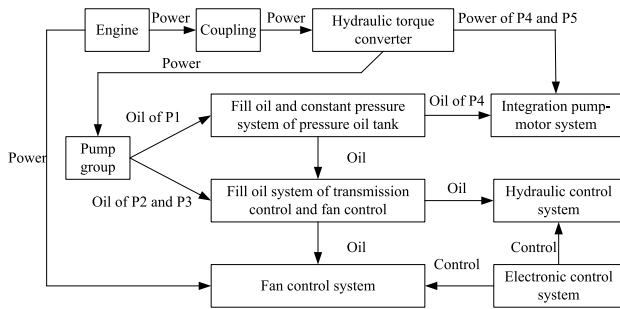 Power
Power
Power of P4 and P5
Engine
Coupling
Hydraulic torque
converter
Power
Oil of P1
Fill oil and constant pressure
system of pressure oil tank
Oil of P4
Integration pump-
motor system
Power
Pump
group
Oil
Oil of P2 and P3
Fill oil system of transmission
control and fan control
Oil
Hydraulic control
system
Oil
Control
Control
Fan control system
Electronic control
system